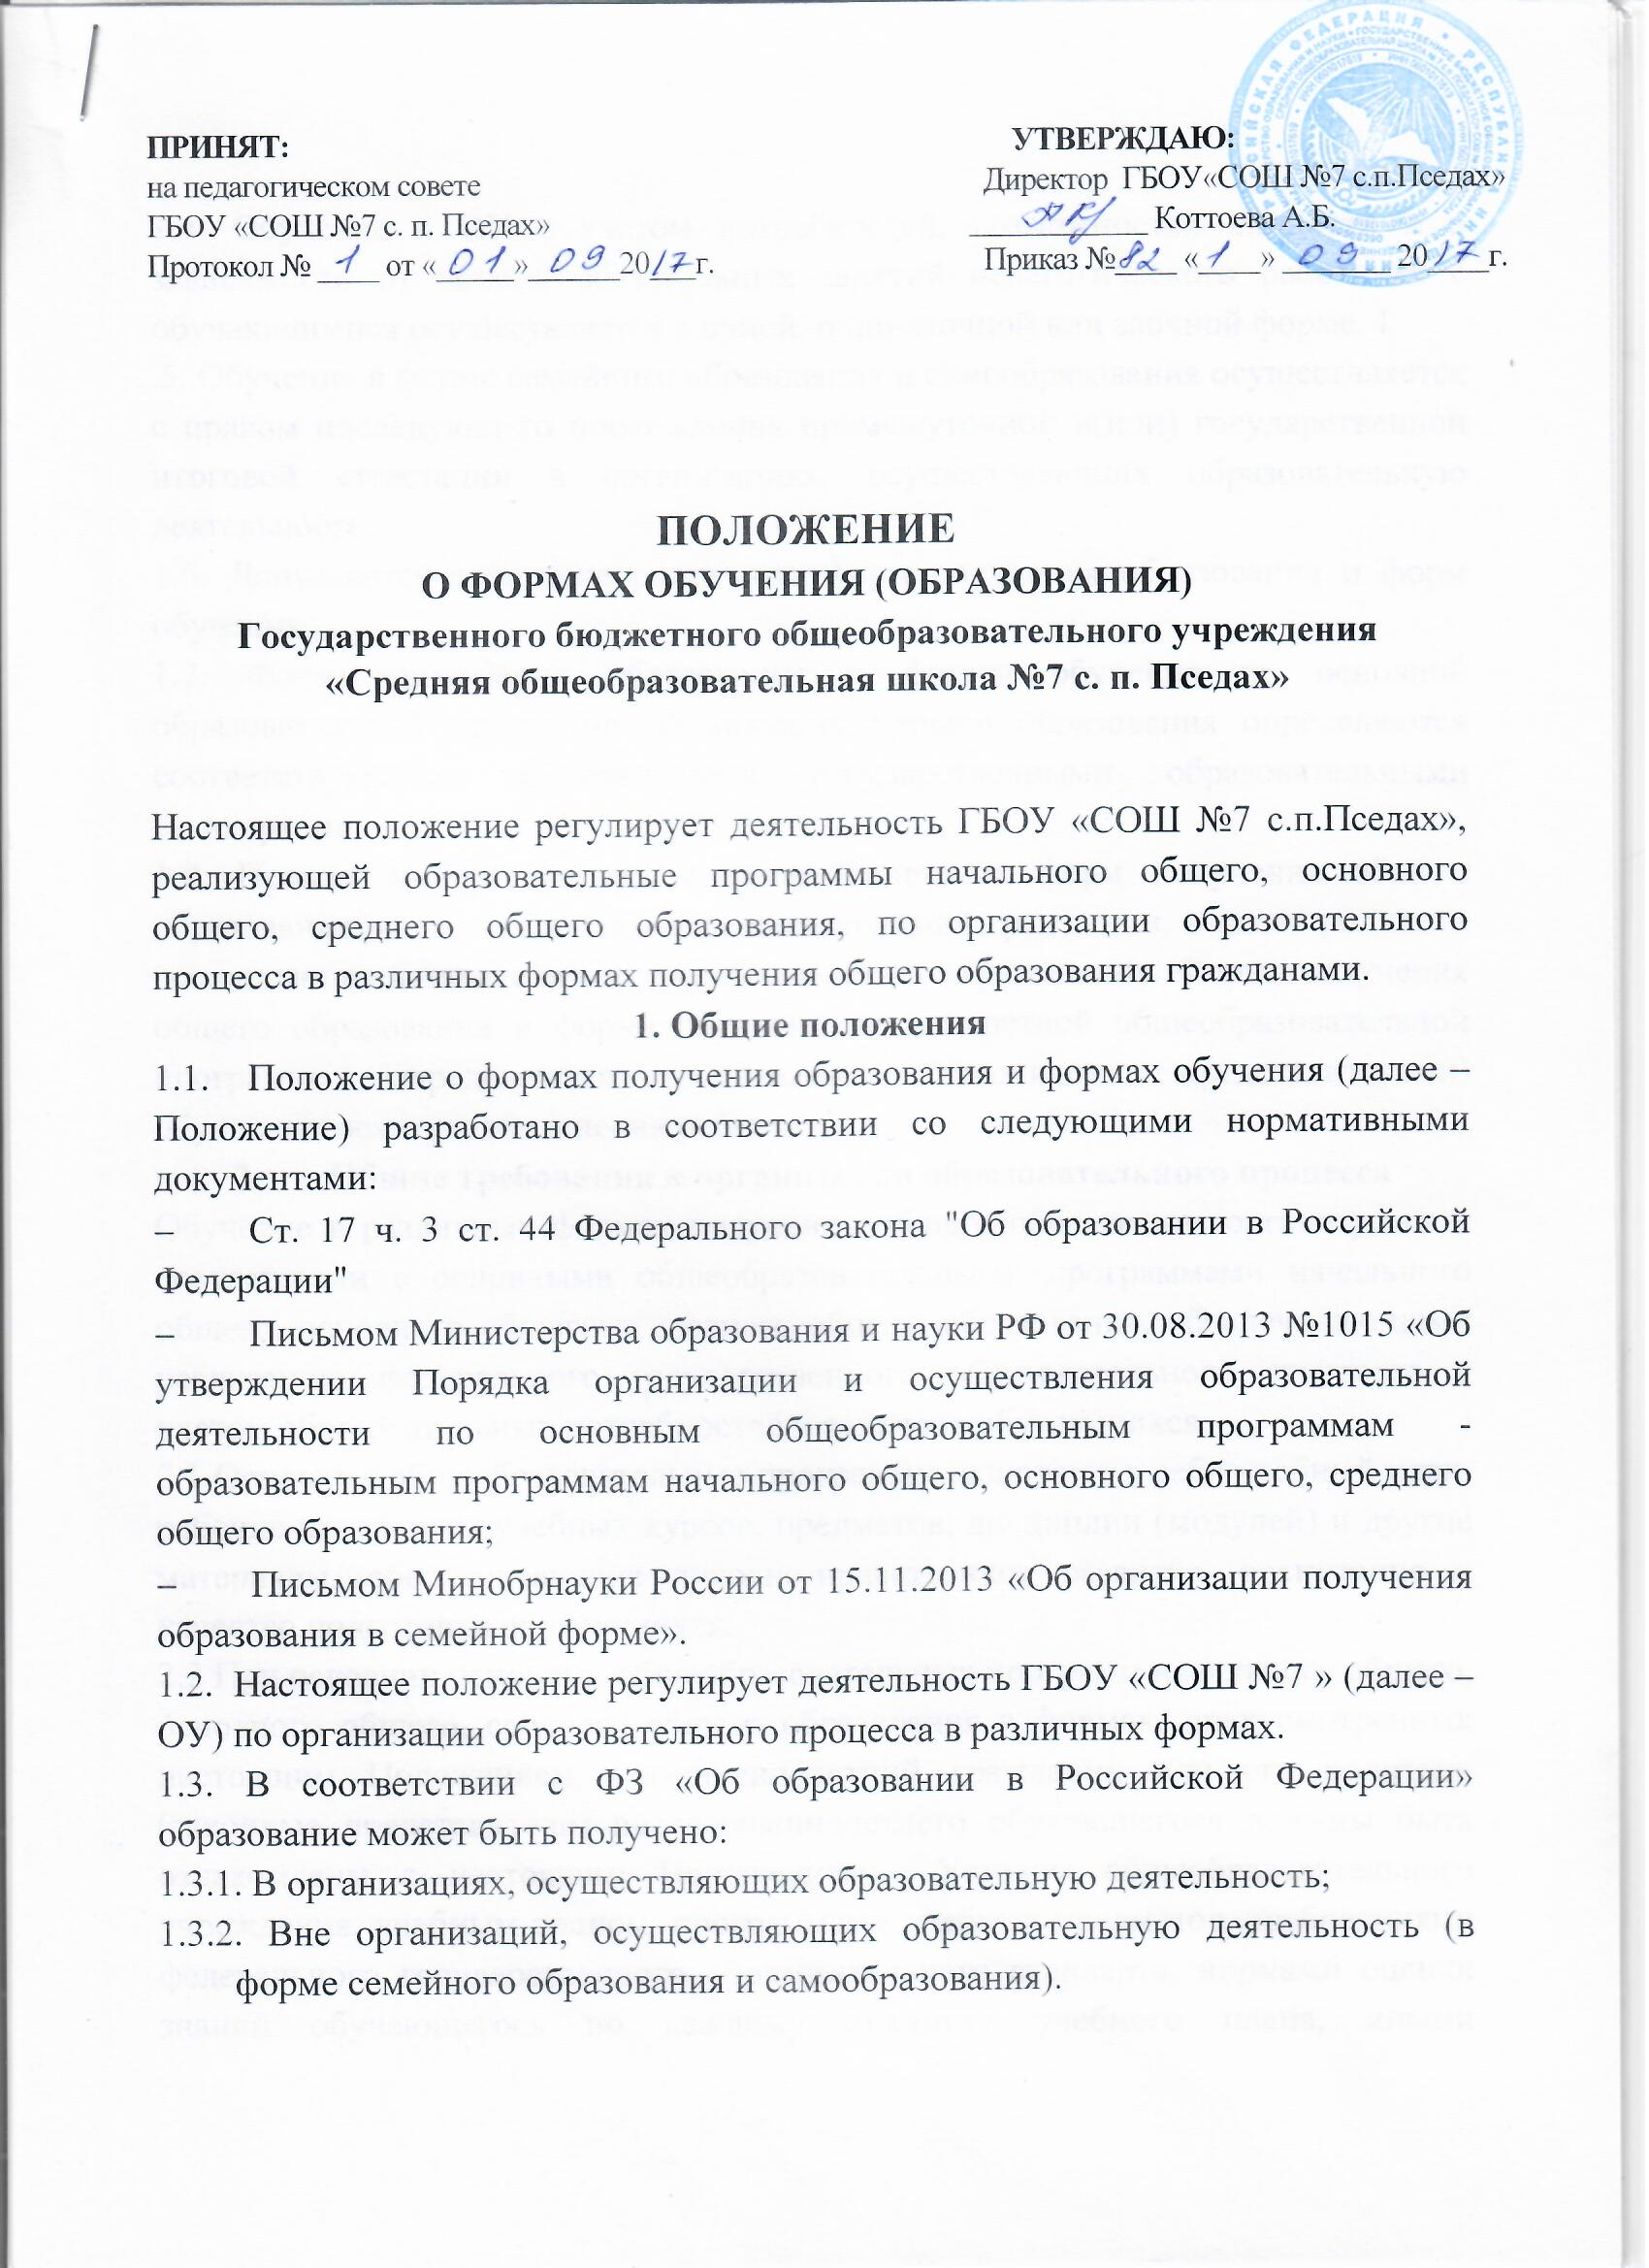 ПРИНЯТ:
на педагогическом совете
ГБОУ «СОШ №7 с. п. Пседах»
Протокол № 1 от « 01 » 09 2017г.
УТВЕРЖДАЮ:
Директор ГБОУ«СОШ №7 с.п.Пседах»
Коттоева А.Б.
Приказ №82 «1» 09 2017г.
ПОЛОЖЕНИЕ
О ФОРМАХ ОБУЧЕНИЯ (ОБРАЗОВАНИЯ)
Государственного бюджетного общеобразовательного учреждения
«Средняя общеобразовательная школа №7 с. п. Пседах»
Настоящее положение регулирует деятельность ГБОУ «СОШ №7 с.п.Пседах»,
реализующей образовательные программы начального общего, основного
общего, среднего общего образования, по организации образовательного
процесса в различных формах получения общего образования гражданами.
1. Общие положения
1.1. Положение о формах получения образования и формах обучения (далее –
Положение) разработано в соответствии со следующими нормативными
документами:
– Ст. 17 ч. 3 ст. 44 Федерального закона "Об образовании в Российской
Федерации"
– Письмом Министерства образования и науки РФ от 30.08.2013 №1015 «Об
утверждении Порядка организации и осуществления образовательной
деятельности по основным общеобразовательным программам -
образовательным программам начального общего, основного общего, среднего
общего образования;
– Письмом Минобрнауки России от 15.11.2013 «Об организации получения
образования в семейной форме».
1.2. Настоящее положение регулирует деятельность ГБОУ «СОШ №7 » (далее –
ОУ) по организации образовательного процесса в различных формах.
1.3. В соответствии с ФЗ «Об образовании в Российской Федерации»
образование может быть получено:
1.3.1. В организациях, осуществляющих образовательную деятельность;
1.3.2. Вне организаций, осуществляющих образовательную деятельность (в
форме семейного образования и самообразования).